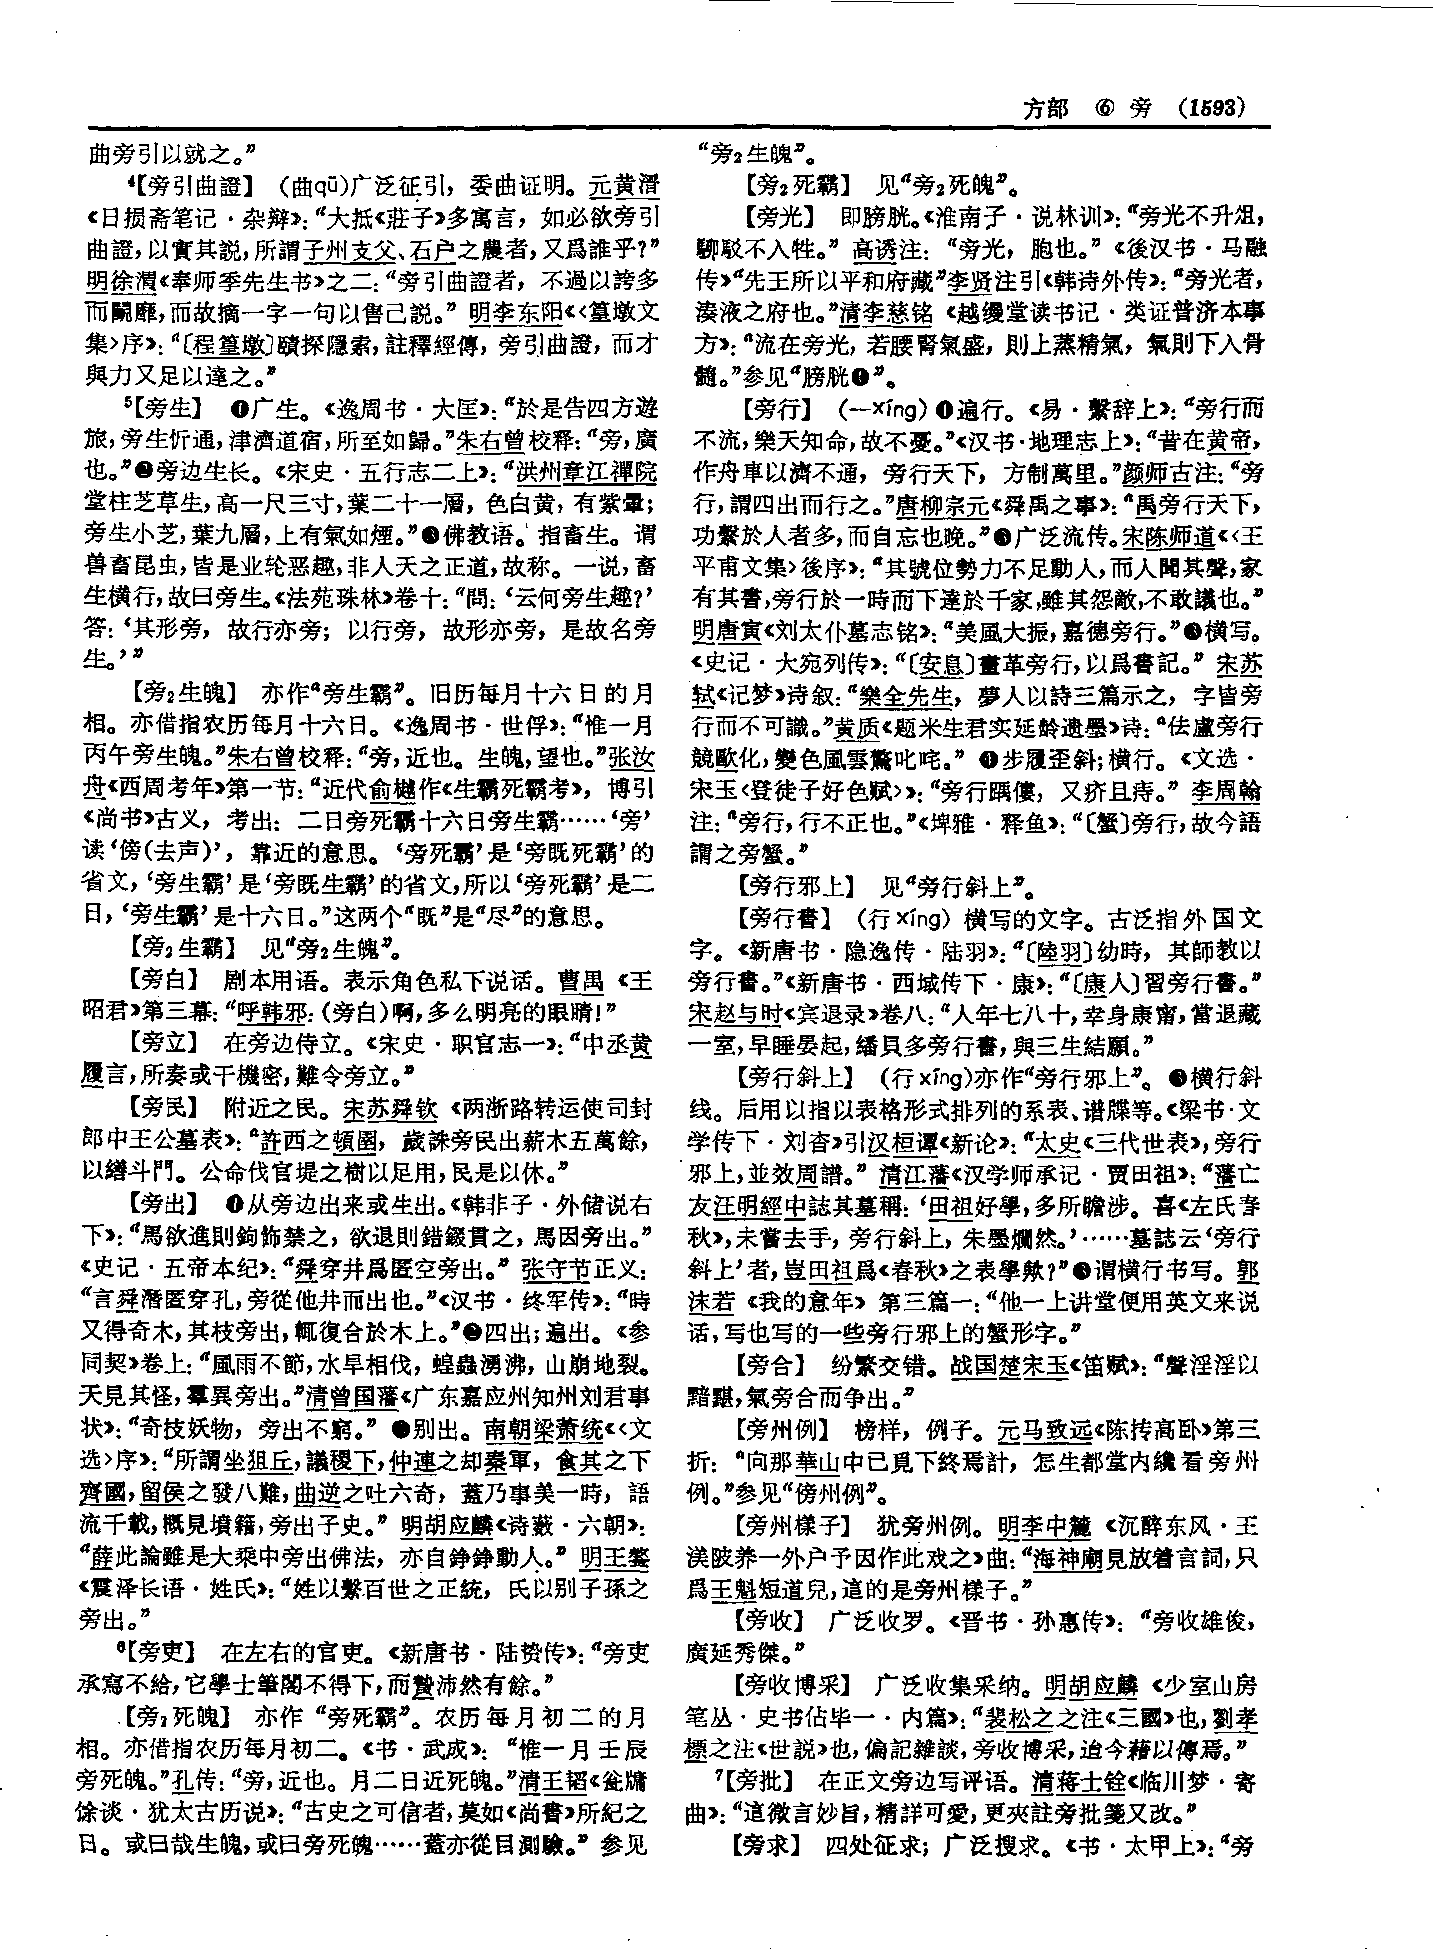 方部 ⑥ 旁 (1593)
曲旁引以就之。”
⁴【旁引曲證】 (曲qū)广泛征引，委曲证明。元黄溍
《日损斋笔记·杂辩》：“大抵《莊子》多寓言，如必欲旁引
曲證，以實其説，所謂子州支父、石户之農者，又爲誰乎？”
明徐渭《奉师季先生书》之二：“旁引曲證者，不過以誇多
而鬭靡，而故摘一字一句以售己説。”明李东阳《〈篁墩文
集〉序》：“〔程篁墩〕賾探隱索，註釋經傳，旁引曲證，而才
與力又足以達之。”
⁵【旁生】 ❶广生。《逸周书·大匡》：“於是告四方遊
旅，旁生忻通，津濟道宿，所至如歸。”朱右曾校释：“旁，廣
也。”❷旁边生长。《宋史·五行志二上》：“洪州章江禪院
堂柱芝草生，高一尺三寸，葉二十一層，色白黄，有紫暈；
旁生小芝，葉九層，上有氣如煙。”❸佛教语。指畜生。谓
兽畜昆虫，皆是业轮恶趣，非人天之正道，故称。一说，畜
生横行，故曰旁生。《法苑珠林》卷十：“問：‘云何旁生趣？’
答：‘其形旁，故行亦旁；以行旁，故形亦旁，是故名旁
生。’”
【旁₂生魄】 亦作“旁生霸”。旧历每月十六日的月
相。亦借指农历每月十六日。《逸周书·世俘》：“惟一月
丙午旁生魄。”朱右曾校释：“旁，近也。生魄，望也。”张汝
舟《西周考年》第一节：“近代俞樾作《生霸死霸考》，博引
《尚书》古义，考出：二日旁死霸十六日旁生霸……‘旁’
读‘傍(去声)’，靠近的意思。‘旁死霸’是‘旁既死霸’的
省文，‘旁生霸’是‘旁既生霸’的省文，所以‘旁死霸’是二
日，‘旁生霸’是十六日。”这两个“既”是“尽”的意思。
【旁₂生霸】 见“旁₂生魄”。
【旁白】 剧本用语。表示角色私下说话。曹禺《王
昭君》第三幕：“呼韩邪：(旁白)啊，多么明亮的眼睛！”
【旁立】 在旁边侍立。《宋史·职官志一》：“中丞黄
履言，所奏或干機密，難令旁立。”
【旁民】 附近之民。宋苏舜钦《两浙路转运使司封
郎中王公墓表》：“許西之頓圉，歲誅旁民出薪木五萬餘，
以繕斗門。公命伐官堤之樹以足用，民是以休。”
【旁出】 ❶从旁边出来或生出。《韩非子·外储说右
下》：“馬欲進則鉤飾禁之，欲退則錯錣貫之，馬因旁出。”
《史记·五帝本纪》：“舜穿井爲匿空旁出。”张守节正义：
“言舜潛匿穿孔，旁從他井而出也。”《汉书·终军传》：“時
又得奇木，其枝旁出，輒復合於木上。”❷四出；遍出。《参
同契》卷上：“風雨不節，水旱相伐，蝗蟲湧沸，山崩地裂。
天見其怪，羣異旁出。”清曾国藩《广东嘉应州知州刘君事
状》：“奇技妖物，旁出不窮。”❸别出。南朝梁萧统《〈文
选〉序》：“所謂坐狙丘，議稷下，仲連之却秦軍，食其之下
齊國，留侯之發八難，曲逆之吐六奇，蓋乃事美一時，語
流千載，概見墳籍，旁出子史。”明胡应麟《诗薮·六朝》：
“薛此論雖是大乘中旁出佛法，亦自錚錚動人。”明王鏊
《震泽长语·姓氏》：“姓以繫百世之正統，氏以别子孫之
旁出。”
⁶【旁吏】 在左右的官吏。《新唐书·陆贽传》：“旁吏
承寫不給，它學士筆閣不得下，而贄沛然有餘。”
【旁₂死魄】 亦作“旁死霸”。农历每月初二的月
相。亦借指农历每月初二。《书·武成》：“惟一月壬辰
旁死魄。”孔传：“旁，近也。月二日近死魄。”清王韬《瓮牖
馀谈·犹太古历说》：“古史之可信者，莫如《尚書》所紀之
日。或曰哉生魄，或曰旁死魄……蓋亦從目測驗。”参见
“旁₂生魄”。
【旁₂死霸】 见“旁₂死魄”。
【旁光】 即膀胱。《淮南子·说林训》：“旁光不升俎，
駵駁不入牲。”高诱注：“旁光，胞也。”《後汉书·马融
传》“先王所以平和府藏”李贤注引《韩诗外传》：“旁光者，
湊液之府也。”清李慈铭《越缦堂读书记·类证普济本事
方》：“流在旁光，若腰腎氣盛，則上蒸精氣，氣則下入骨
髓。”参见“膀胱❶”。
【旁行】 (—xíng)❶遍行。《易·繫辞上》：“旁行而
不流，樂天知命，故不憂。”《汉书·地理志上》：“昔在黄帝，
作舟車以濟不通，旁行天下，方制萬里。”颜师古注：“旁
行，謂四出而行之。”唐柳宗元《舜禹之事》：“禹旁行天下，
功繫於人者多，而自忘也晚。”❷广泛流传。宋陈师道《〈王
平甫文集〉後序》：“其號位勢力不足動人，而人聞其聲，家
有其書，旁行於一時而下達於千家，雖其怨敵，不敢議也。”
明唐寅《刘太仆墓志铭》：“美風大振，嘉德旁行。”❸横写。
《史记·大宛列传》：“〔安息〕畫革旁行，以爲書記。”宋苏
轼《记梦》诗叙：“樂全先生，夢人以詩三篇示之，字皆旁
行而不可識。”黄质《题米生君实延龄遗墨》诗：“佉盧旁行
競歐化，變色風雲驚叱咤。”❹步履歪斜；横行。《文选·
宋玉〈登徒子好色赋〉》：“旁行踽僂，又疥且痔。”李周翰
注：“旁行，行不正也。”《埤雅·释鱼》：“〔蟹〕旁行，故今語
謂之旁蟹。”
【旁行邪上】 见“旁行斜上”。
【旁行書】 (行xíng)横写的文字。古泛指外国文
字。《新唐书·隐逸传·陆羽》：“〔陸羽〕幼時，其師教以
旁行書。”《新唐书·西域传下·康》：“〔康人〕習旁行書。”
宋赵与时《宾退录》卷八：“人年七八十，幸身康甯，當退藏
一室，早睡晏起，繙貝多旁行書，與三生結願。”
【旁行斜上】 (行xíng)亦作“旁行邪上”。❶横行斜
线。后用以指以表格形式排列的系表、谱牒等。《梁书·文
学传下·刘杳》引汉桓谭《新论》：“太史《三代世表》，旁行
邪上，並效周譜。”清江藩《汉学师承记·贾田祖》：“藩亡
友汪明經中誌其墓稱：‘田祖好學，多所瞻涉。喜《左氏春
秋》，未嘗去手，旁行斜上，朱墨爛然。’……墓誌云‘旁行
斜上’者，豈田祖爲《春秋》之表學歟？”❷谓横行书写。郭
沫若《我的童年》第三篇一：“他一上讲堂便用英文来说
话，写也写的一些旁行邪上的蟹形字。”
【旁合】 纷繁交错。战国楚宋玉《笛赋》：“聲淫淫以
黯黮，氣旁合而争出。”
【旁州例】 榜样，例子。元马致远《陈抟高卧》第三
折：“向那華山中已覓下終焉計，怎生都堂内纔看旁州
例。”参见“傍州例”。
【旁州樣子】 犹旁州例。明李中麓《沉醉东风·王
渼陂养一外户予因作此戏之》曲：“海神廟見放着言詞，只
爲王魁短道兒，這的是旁州樣子。”
【旁收】 广泛收罗。《晋书·孙惠传》：“旁收雄俊，
廣延秀傑。”
【旁收博采】 广泛收集采纳。明胡应麟《少室山房
笔丛·史书佔毕一·内篇》：“裴松之之注《三國》也，劉孝
標之注《世説》也，偏記雜談，旁收博采，迨今藉以傳焉。”
⁷【旁批】 在正文旁边写评语。清蒋士铨《临川梦·寄
曲》：“這微言妙旨，精詳可愛，更夾註旁批箋又改。”
【旁求】 四处征求；广泛搜求。《书·太甲上》：“旁